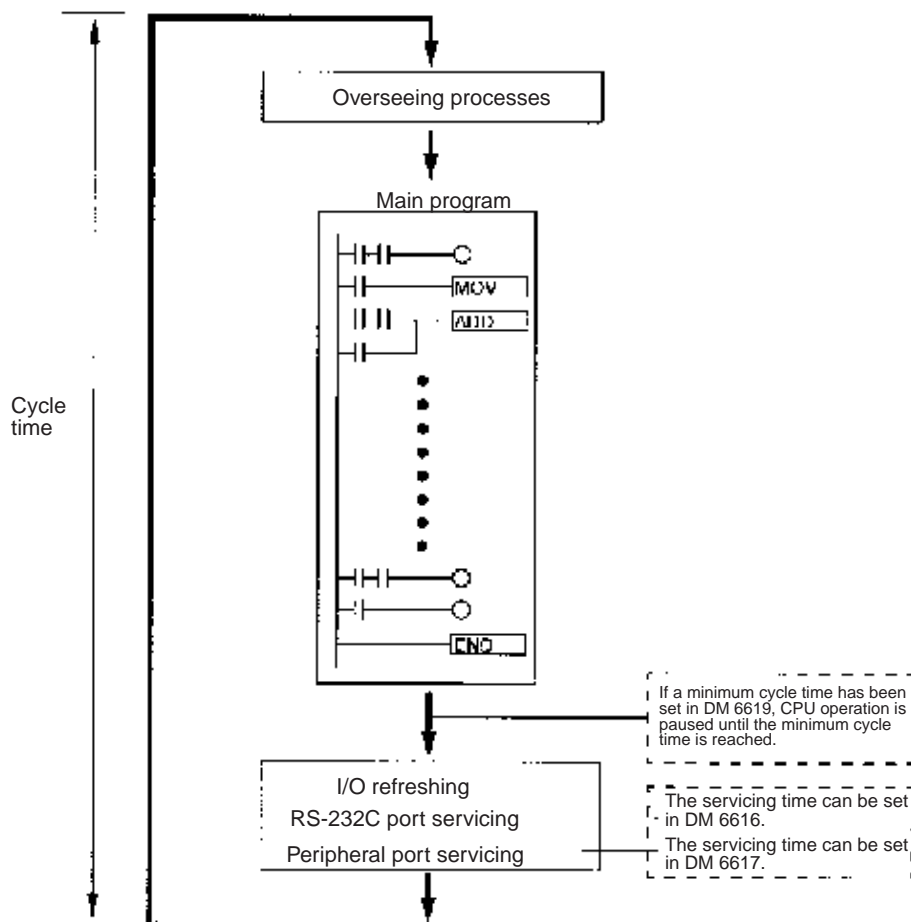 Overseeing processes
Main program
MOV
ADD
Cycle
time
END
If a minimum cycle time has been
set in DM 6619, CPU operation is
paused until the minimum cycle
time is reached.
I/O refreshing
RS-232C port servicing
Peripheral port servicing
The servicing time can be set
in DM 6616.
The servicing time can be set
in DM 6617.